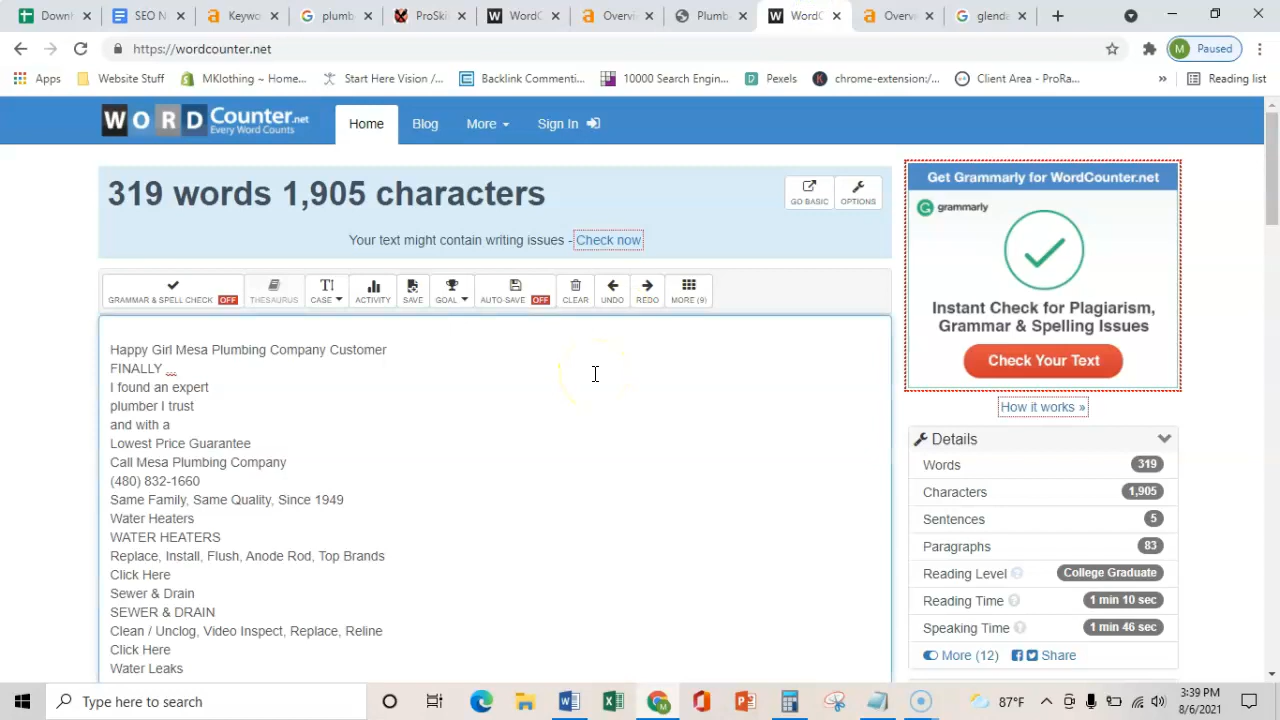 Downt
SEO N
Keyw
plumb
ProSki
WordC
Overvi
Plumb
WordC
Overvi
glenda
https://wordcounter.net
M
Paused
Apps
Website Stuff
MKlothing ~ Home...
Start Here Vision /...
Backlink Commenti...
10000 Search Engin...
Pexels
chrome-extension:/...
Client Area - ProRa...
»
Reading list
WORD Counter.net
Every Word Counts
Home
Blog
More
Sign In
319 words 1,905 characters
GO BASIC
OPTIONS
Your text might contain writing issues - Check now
GRAMMAR & SPELL CHECK OFF
THESAURUS
CASE
ACTIVITY
SAVE
GOAL
AUTO-SAVE OFF
CLEAR
UNDO
REDO
MORE (9)
Happy Girl Mesa Plumbing Company Customer
FINALLY ...
I found an expert
plumber I trust
and with a
Lowest Price Guarantee
Call Mesa Plumbing Company
(480) 832-1660
Same Family, Same Quality, Since 1949
Water Heaters
WATER HEATERS
Replace, Install, Flush, Anode Rod, Top Brands
Click Here
Sewer & Drain
SEWER & DRAIN
Clean / Unclog, Video Inspect, Replace, Reline
Click Here
Water Leaks
Get Grammarly for WordCounter.net
grammarly
Instant Check for Plagiarism,
Grammar & Spelling Issues
Check Your Text
How it works »
Details
Words 319
Characters 1,905
Sentences 5
Paragraphs 83
Reading Level College Graduate
Reading Time 1 min 10 sec
Speaking Time 1 min 46 sec
More (12) Share
Type here to search
87°F
3:39 PM
8/6/2021